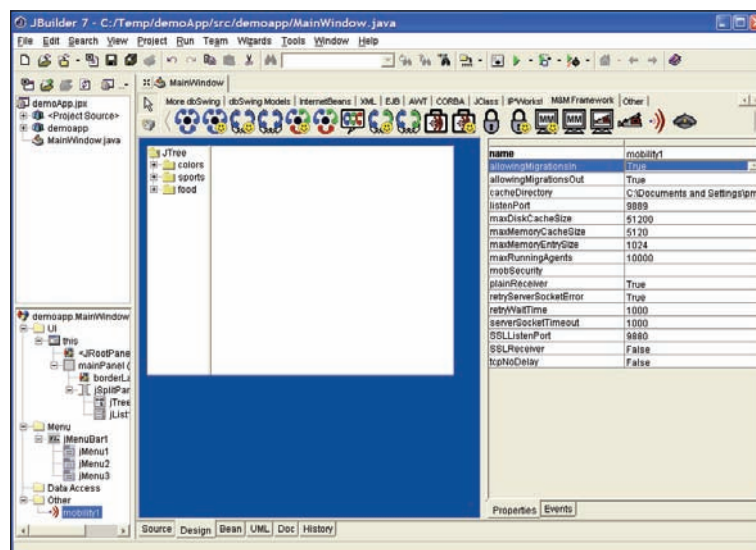 JBuilder 7 - C:/Temp/demoApp/src/demoapp/MainWindow.java
File Edit Search View Project Run Team Wizards Tools Window Help
MainWindow
demoApp.jpx
<Project Source>
demoapp
MainWindow.java
More dbSwing dbSwing Models InternetBeans XML EJB AWT CORBA JClass IP*Works! M&M Framework Other
MM MM
JTree
colors
sports
food
name mobility1
allowingMigrationsIn True
allowingMigrationsOut True
cacheDirectory C:\Documents and Settings\pm
listenPort 9889
maxDiskCacheSize 51200
maxMemoryCacheSize 5120
maxMemoryEntrySize 1024
maxRunningAgents 10000
mobSecurity
plainReceiver True
retryServerSocketError True
retryWaitTime 1000
serverSocketTimeout 1000
SSLListenPort 9880
SSLReceiver False
tcpNoDelay False
demoapp.MainWindow
UI
this
<JRootPane
mainPanel (
borderLa
jSplitPan
jTree
jList
Menu
jMenuBar1
jMenu1
jMenu2
jMenu3
Data Access
Other
mobility1
Properties Events
Source Design Bean UML Doc History